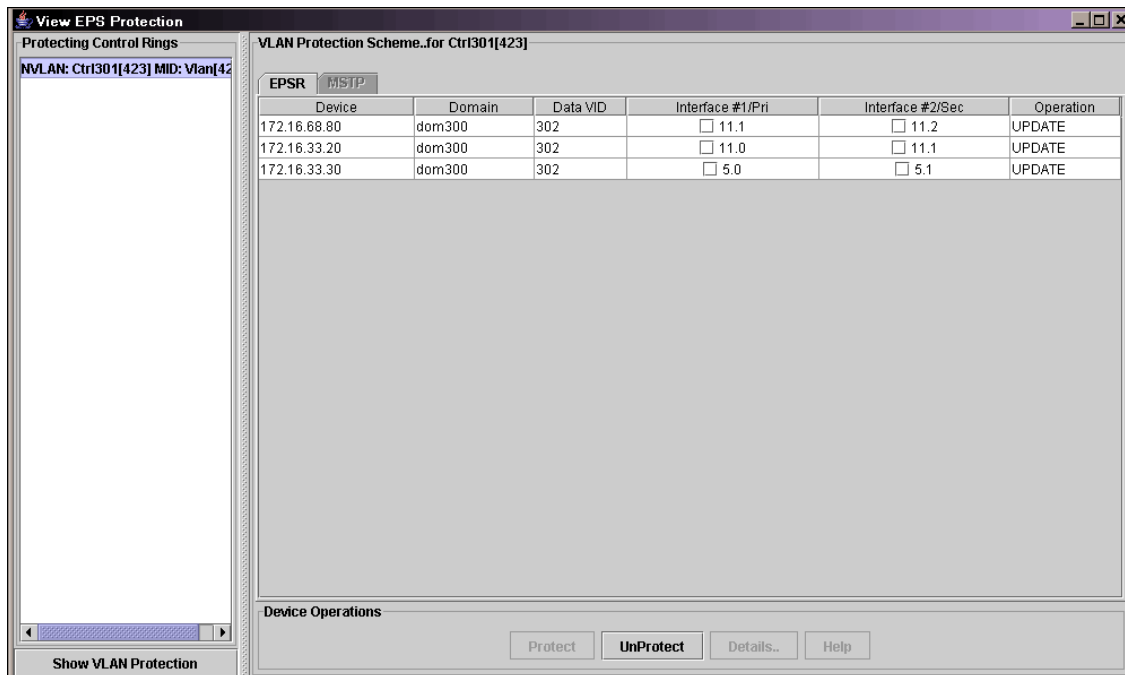 View EPS Protection
Protecting Control Rings
NVLAN: Ctrl301[423] MID: Vlan[42
Show VLAN Protection
VLAN Protection Scheme..for Ctrl301[423]
EPSR MSTP
Device Domain Data VID Interface #1/Pri Interface #2/Sec Operation
172.16.68.80 dom300 302 11.1 11.2 UPDATE
172.16.33.20 dom300 302 11.0 11.1 UPDATE
172.16.33.30 dom300 302 5.0 5.1 UPDATE
Device Operations
Protect UnProtect Details.. Help